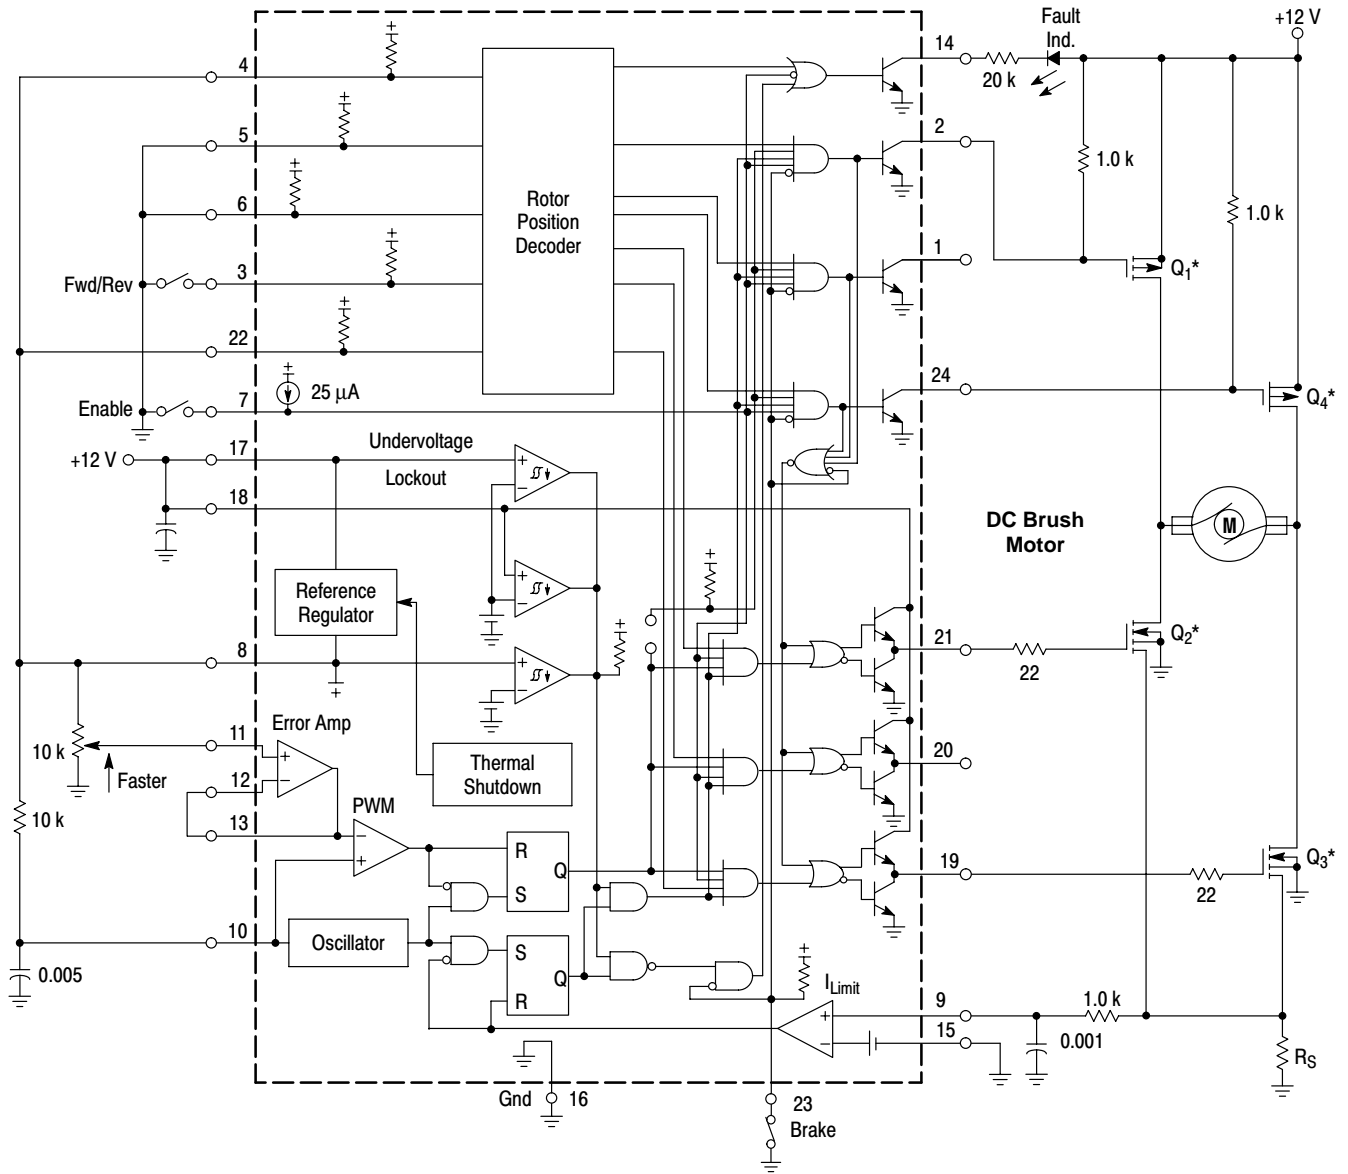 Fault
Ind.
+12 V
14
4
20 k
2
5
1.0 k
Rotor
Position
Decoder
1.0 k
6
3
1
Fwd/Rev
Q1*
22
24
Enable
7
25 μA
Q4*
17
Undervoltage
+12 V
Lockout
18
DC Brush
Motor
M
Reference
Regulator
21
Q2*
8
22
11
Error Amp
10 k
Faster
12
Thermal
Shutdown
20
PWM
10 k
13
R
Q
S
19
Q3*
22
10
Oscillator
S
Q
R
0.005
ILimit
9
1.0 k
15
0.001
RS
Gnd
16
23
Brake